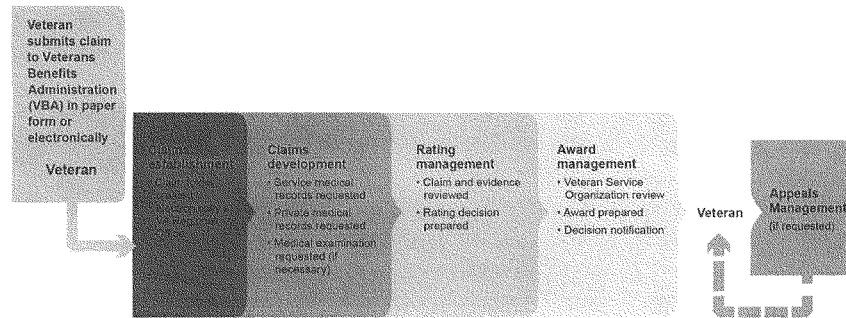 Veteran
submits claim
to Veterans
Benefits
Administration
(VBA) in paper
form or
electronically
Veteran
Claims
establishment
Claims
development
• Service medical
records requested
• Private medical
records requested
• Medical examination
requested (if
necessary)
Rating
management
• Claim and evidence
reviewed
• Rating decision
prepared
Award
management
• Veteran Service
Organization review
• Award prepared
• Decision notification
Veteran
Appeals
Management
(if requested)